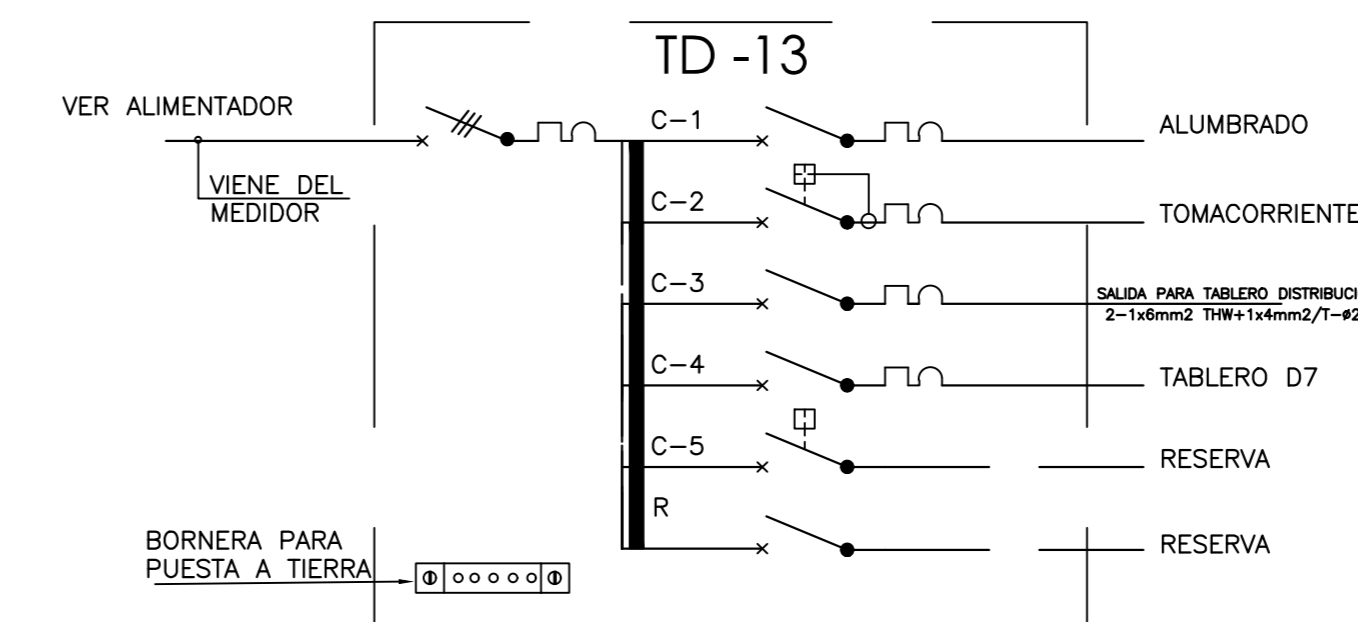 TD -13
VER ALIMENTADOR
VIENE DEL
MEDIDOR
C-1
ALUMBRADO
C-2
TOMACORRIENTE
C-3
SALIDA PARA TABLERO DISTRIBUCI
2-1x6mm2 THW+1x4mm2/T-ø2
C-4
TABLERO D7
C-5
RESERVA
R
RESERVA
BORNERA PARA
PUESTA A TIERRA